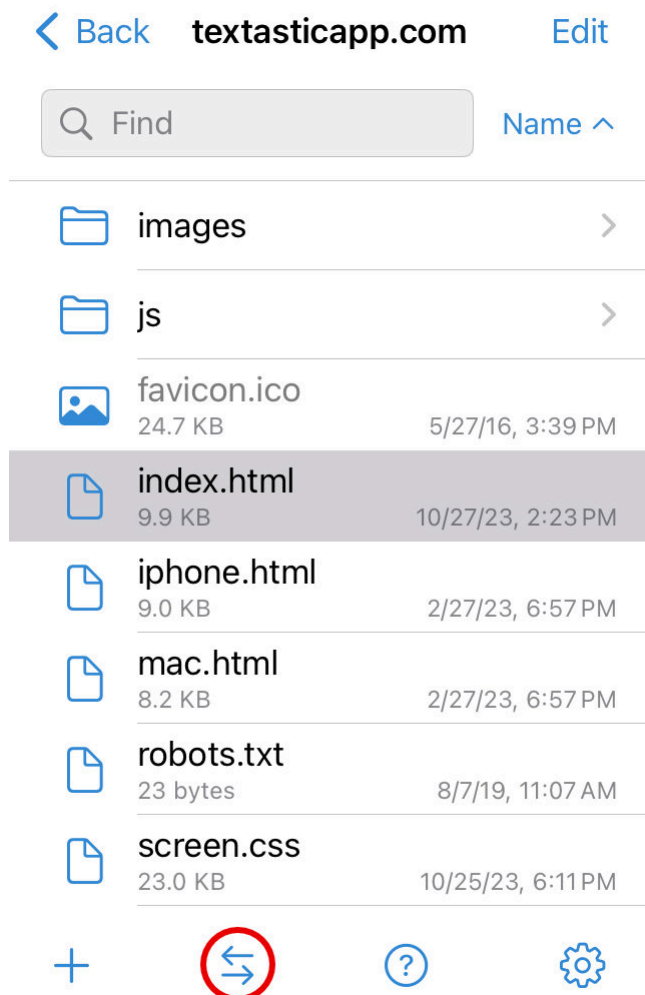 Back textasticapp.com Edit
Find Name
images
js
favicon.ico
24.7 KB 5/27/16, 3:39 PM
index.html
9.9 KB 10/27/23, 2:23 PM
iphone.html
9.0 KB 2/27/23, 6:57 PM
mac.html
8.2 KB 2/27/23, 6:57 PM
robots.txt
23 bytes 8/7/19, 11:07 AM
screen.css
23.0 KB 10/25/23, 6:11 PM
?